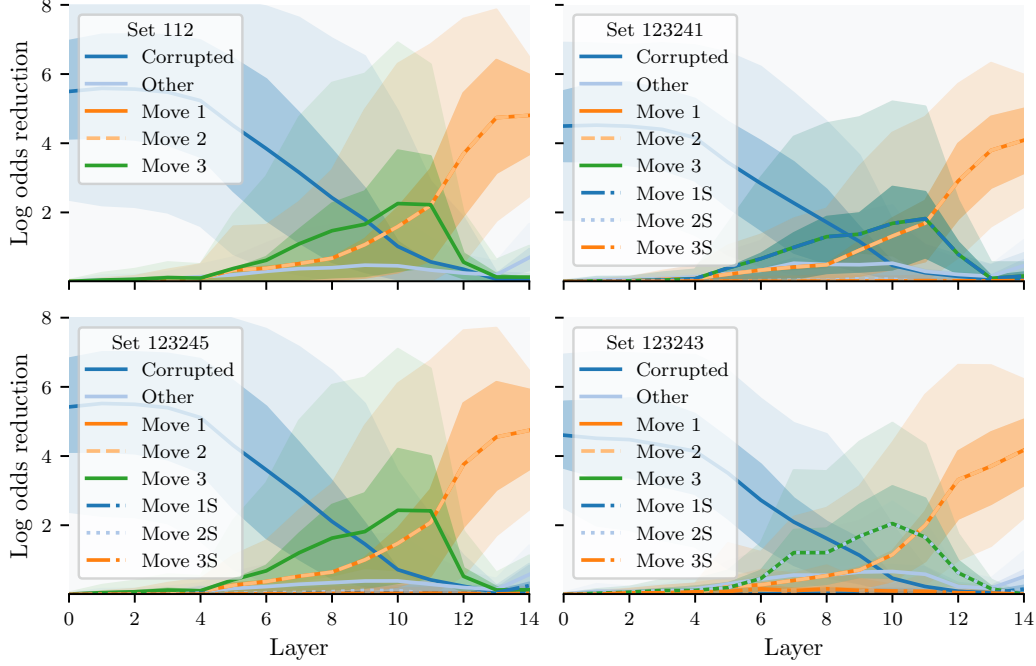 Log odds reduction
8
6
4
2
Set 112
Corrupted
Other
Move 1
Move 2
Move 3
Set 123241
Corrupted
Other
Move 1
Move 2
Move 3
Move 1S
Move 2S
Move 3S
Log odds reduction
8
6
4
2
Set 123245
Corrupted
Other
Move 1
Move 2
Move 3
Move 1S
Move 2S
Move 3S
0 2 4 6 8 10 12 14
Layer
Set 123243
Corrupted
Other
Move 1
Move 2
Move 3
Move 1S
Move 2S
Move 3S
0 2 4 6 8 10 12 14
Layer